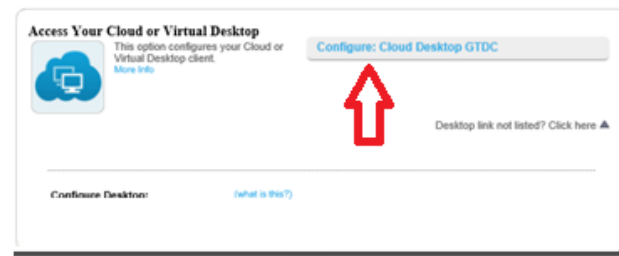 Access Your Cloud or Virtual Desktop
This option configures your Cloud or
Virtual Desktop client.
More Info
Configure: Cloud Desktop GTDC
Desktop link not listed? Click here
Configure Desktop:
(what is this?)